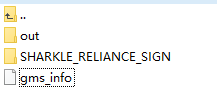 ..
out
SHARKLE_RELIANCE_SIGN
gms_info